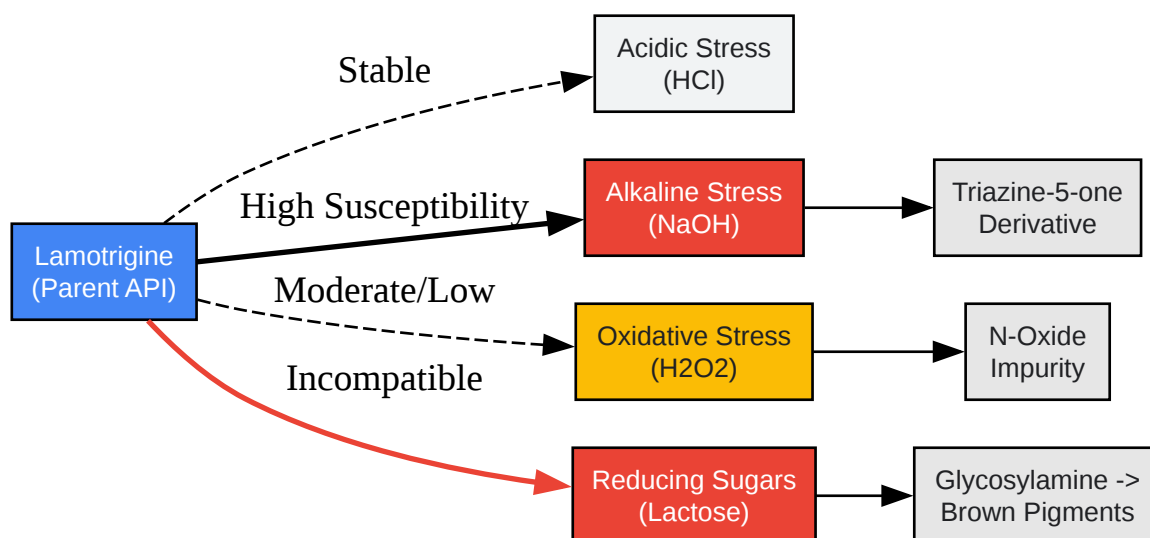 Stable
Acidic Stress
(HCl)
High Susceptibility
Alkaline Stress
(NaOH)
Triazine-5-one
Derivative
Lamotrigine
(Parent API)
Moderate/Low
Oxidative Stress
(H2O2)
N-Oxide
Impurity
Incompatible
Reducing Sugars
(Lactose)
Glycosylamine ->
Brown Pigments